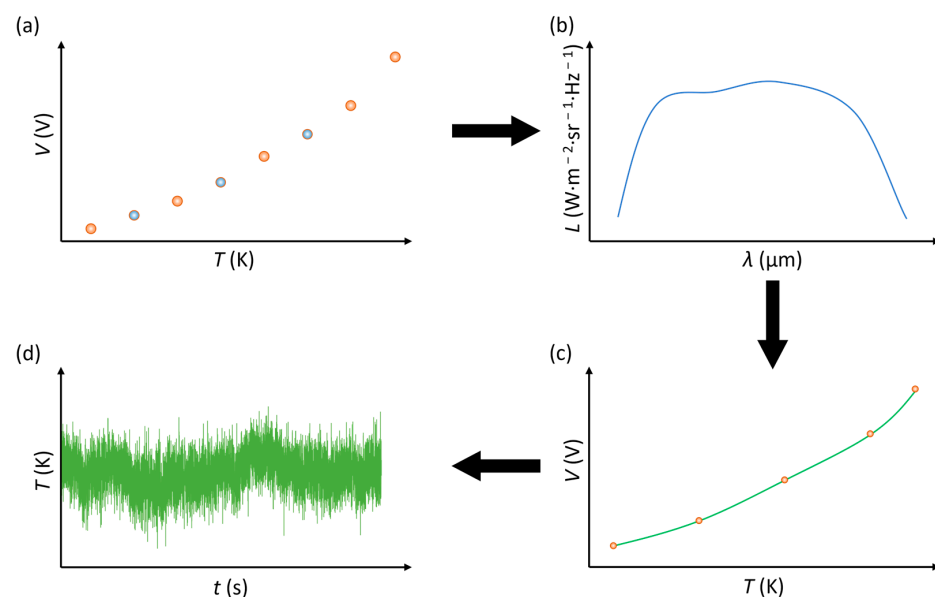 (a)
V (V)
T (K)
(b)
L (W·m⁻²·sr⁻¹·Hz⁻¹)
λ (μm)
(d)
T (K)
t (s)
(c)
V (V)
T (K)